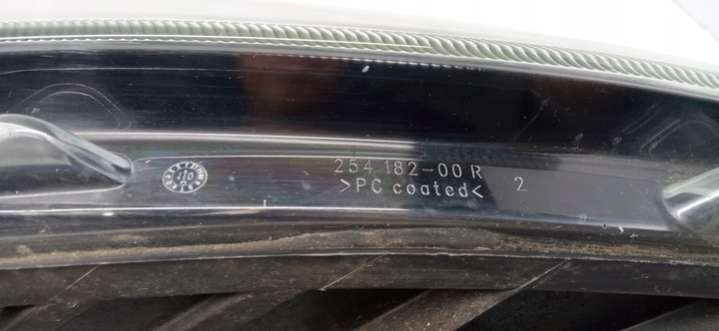 254.182-00 R
>PC coated<
2